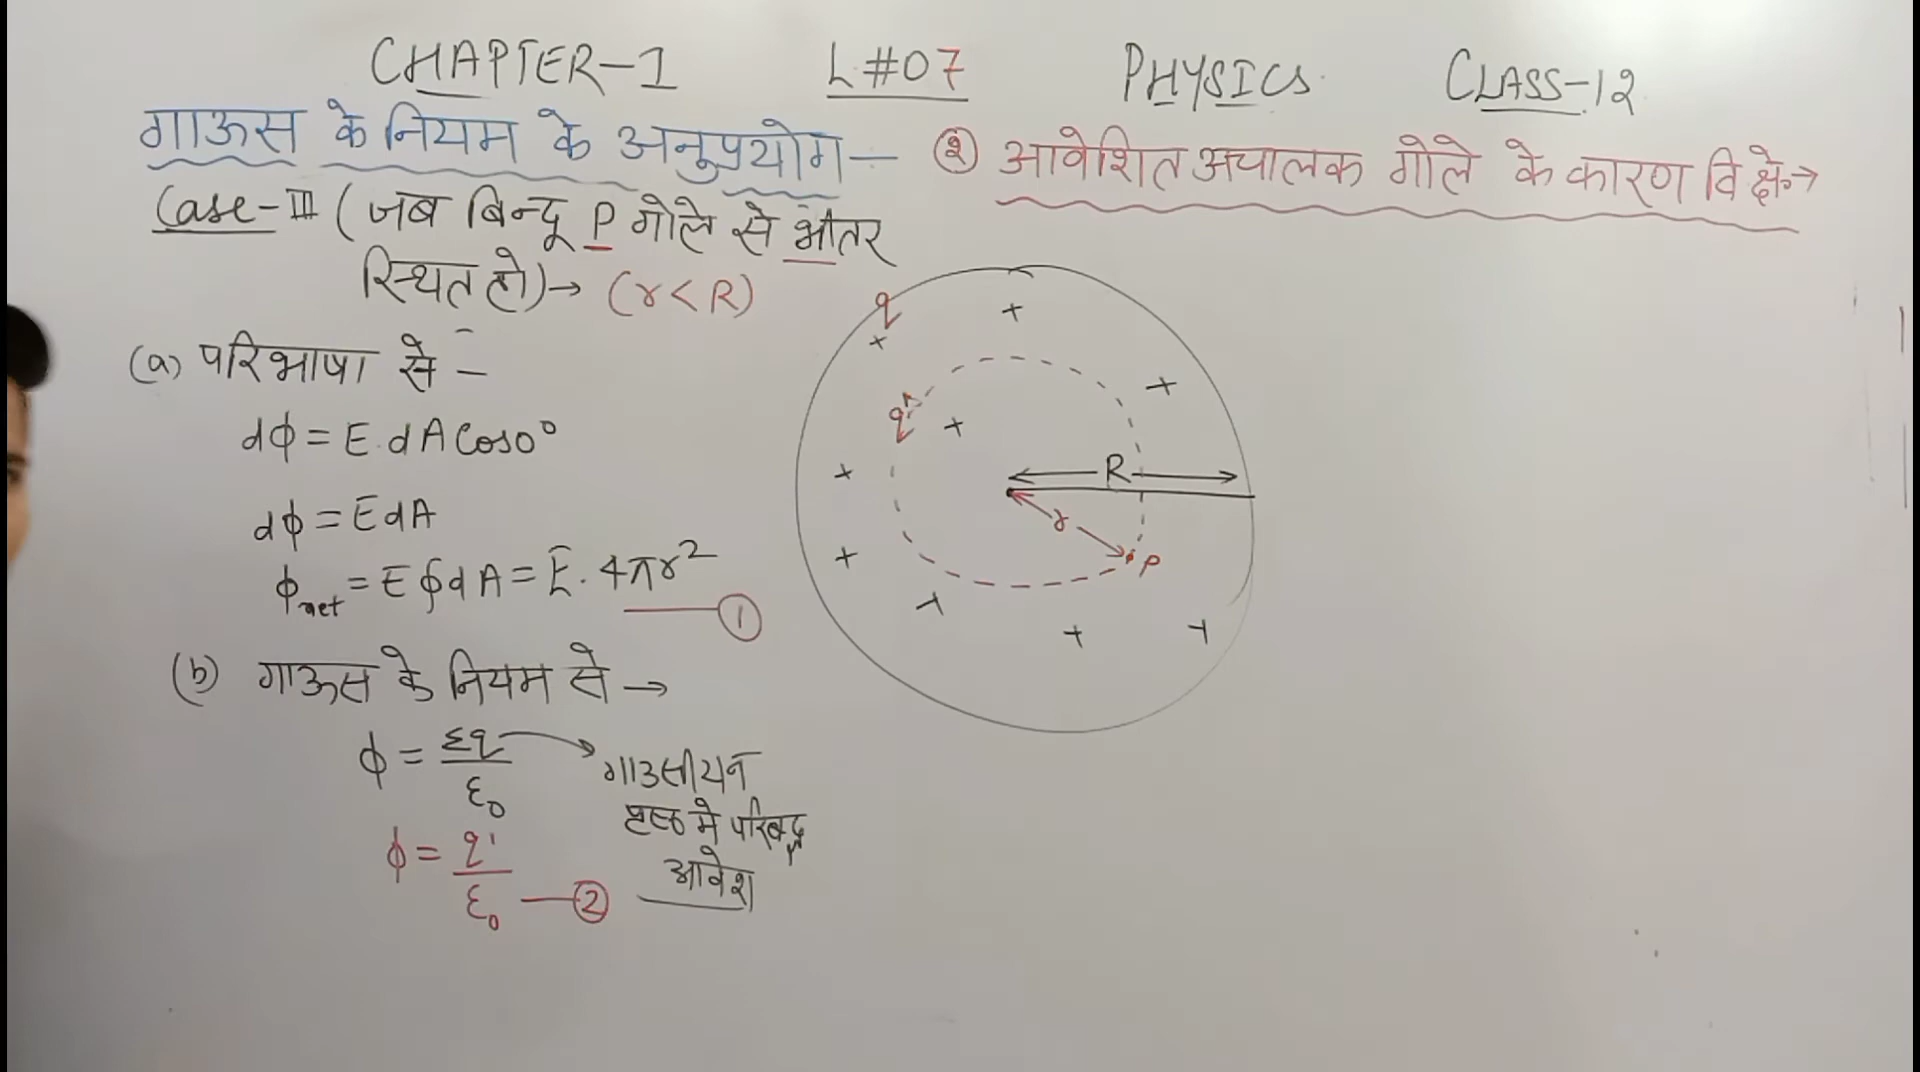 CHAPTER-1 L#07 PHYSICS CLASS-12
गाऊस के नियम के अनुप्रयोग— ② आवेशित अचालक गोले के कारण वि० क्षे०→
Case-III (जब बिन्दू P गोले से भीतर
स्थित हो)→ (r<R)
(a) परिभाषा से —
dϕ = E.dA Cos0°
dϕ = EdA
ϕnet = E∮dA = E.4πr² —①
(b) गाऊस के नियम से →
ϕ = Σq/ε₀ → गाउसीयन
पृष्ठ मे परिबद्ध
आवेश
ϕ = q'/ε₀ —②
q
+ + +
q'
+ +
R
r
P
+ + + +